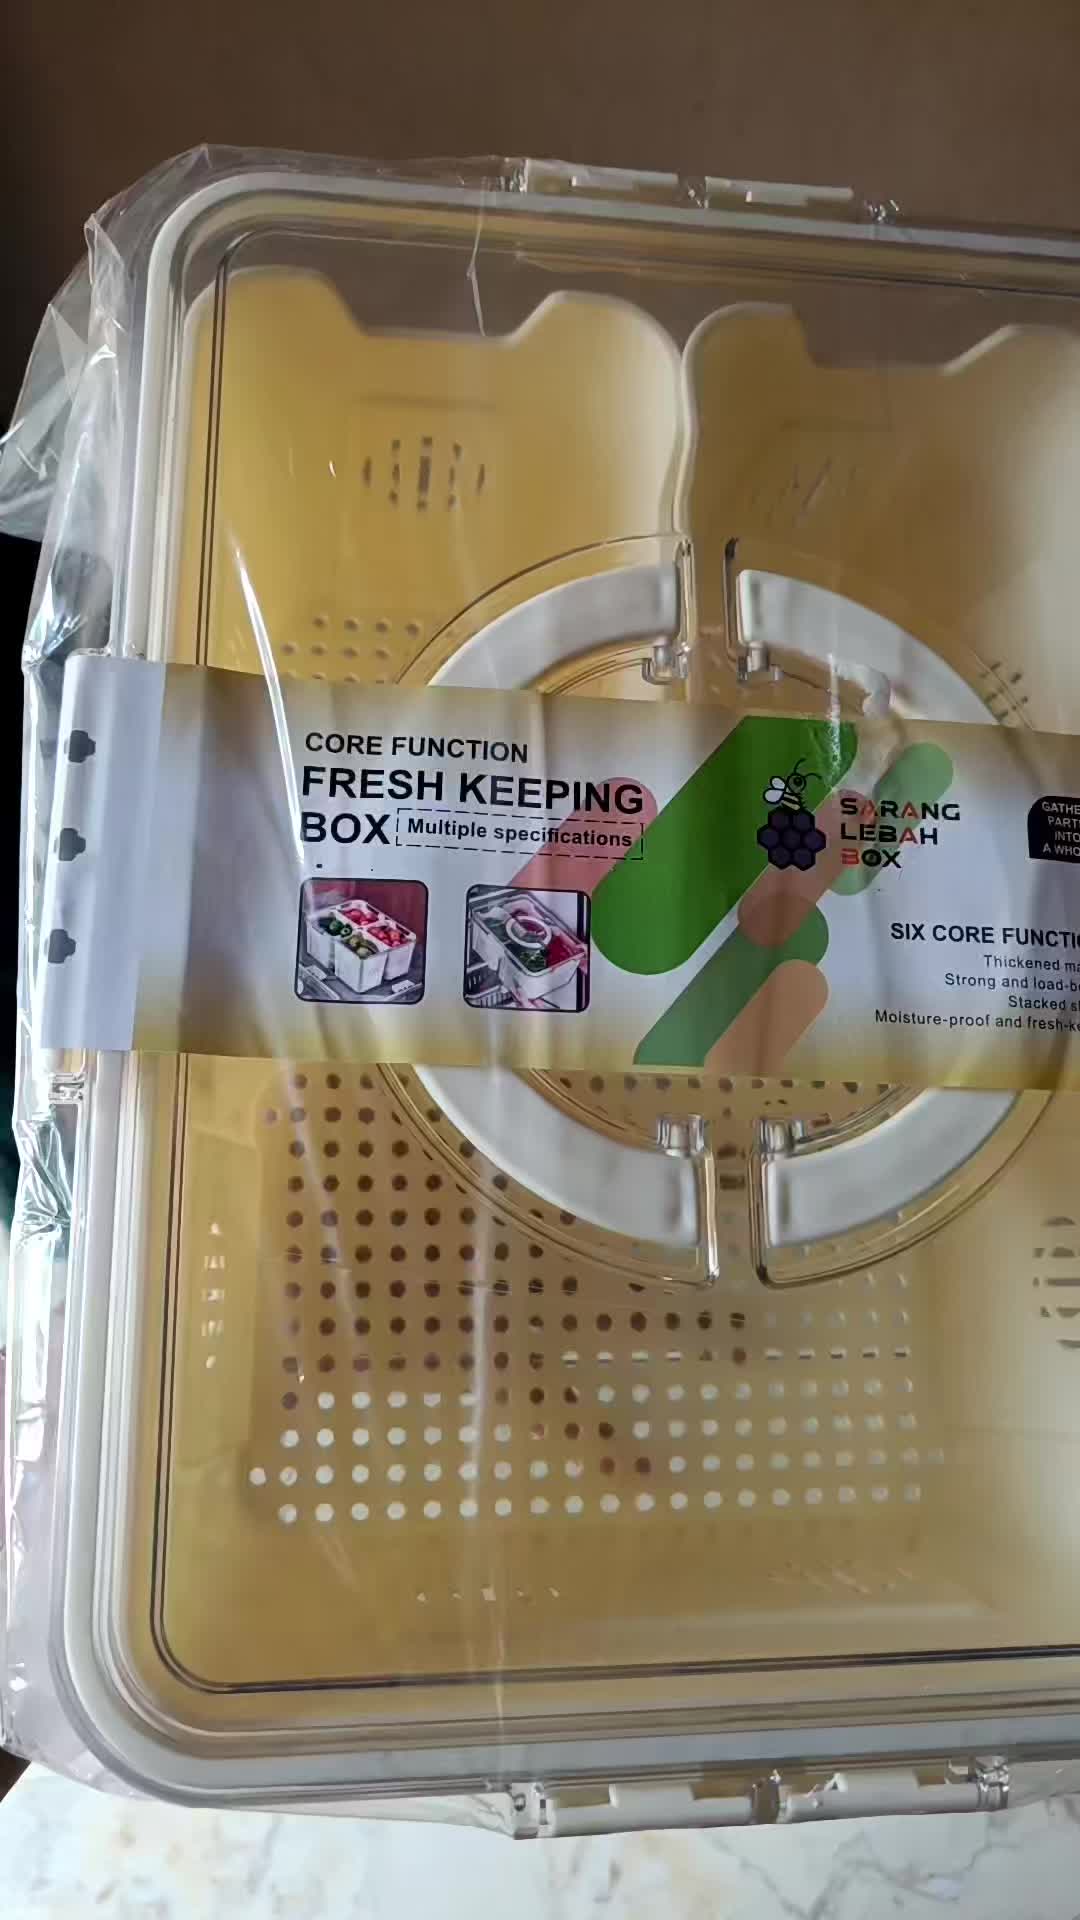 CORE FUNCTION
FRESH KEEPING
BOX Multiple specifications
SARANG
LEBAH
BOX
INTO
SIX CORE
Thickened
Strong and
Stacked
Moisture-proof and